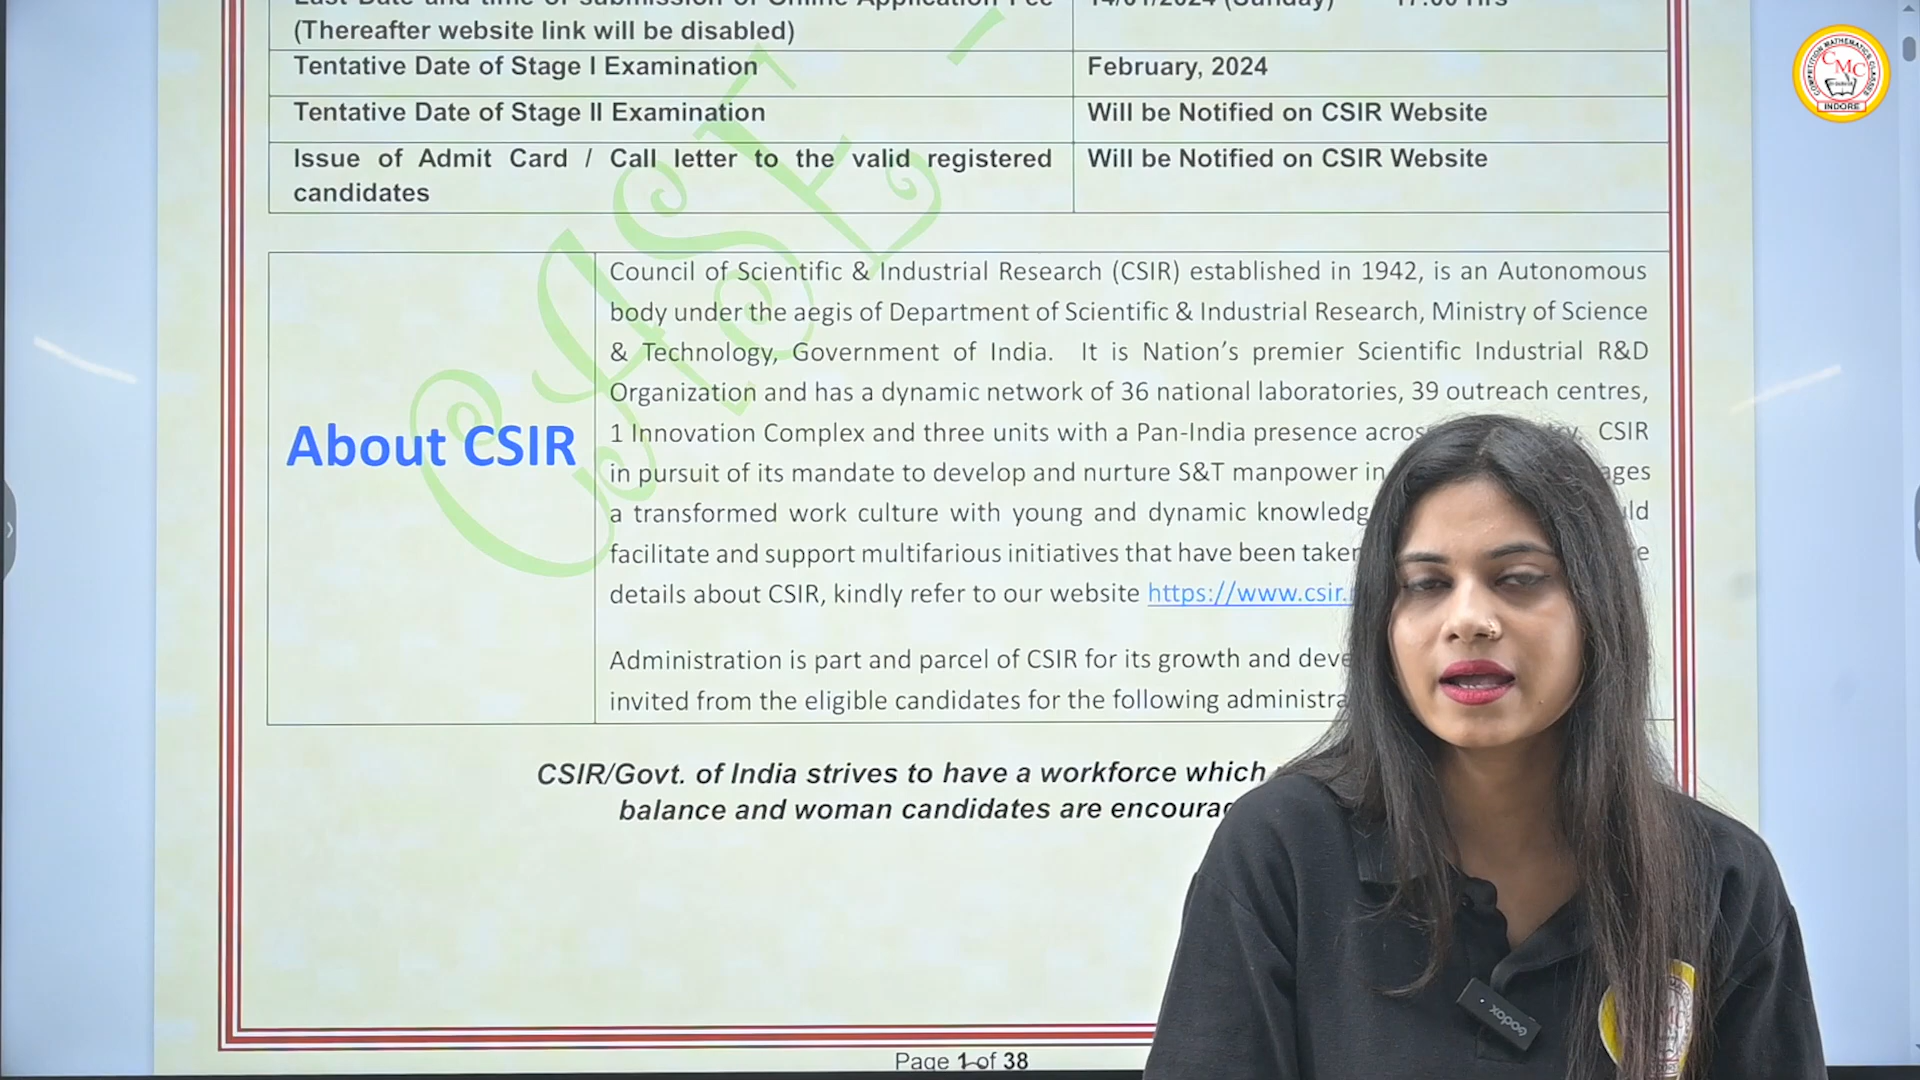 (Thereafter website link will be disabled)
Tentative Date of Stage I Examination
February, 2024
Tentative Date of Stage II Examination
Will be Notified on CSIR Website
Issue of Admit Card / Call letter to the valid registered
candidates
Will be Notified on CSIR Website
CASE -
About CSIR
Council of Scientific & Industrial Research (CSIR) established in 1942, is an Autonomous
body under the aegis of Department of Scientific & Industrial Research, Ministry of Science
& Technology, Government of India. It is Nation’s premier Scientific Industrial R&D
Organization and has a dynamic network of 36 national laboratories, 39 outreach centres,
1 Innovation Complex and three units with a Pan-India presence CSIR
in pursuit of its mandate to develop and nurture S&T manpower in
a transformed work culture with young and dynamic
facilitate and support multifarious initiatives that have been
details about CSIR, kindly refer to our website https://www.csir.
Administration is part and parcel of CSIR for its growth and
invited from the eligible candidates for the following
CSIR/Govt. of India strives to have a workforce which
balance and woman candidates are
Page 1 of 38
COMPETITION MATHEMATICS CLASSES
CMC
INDORE
Godox